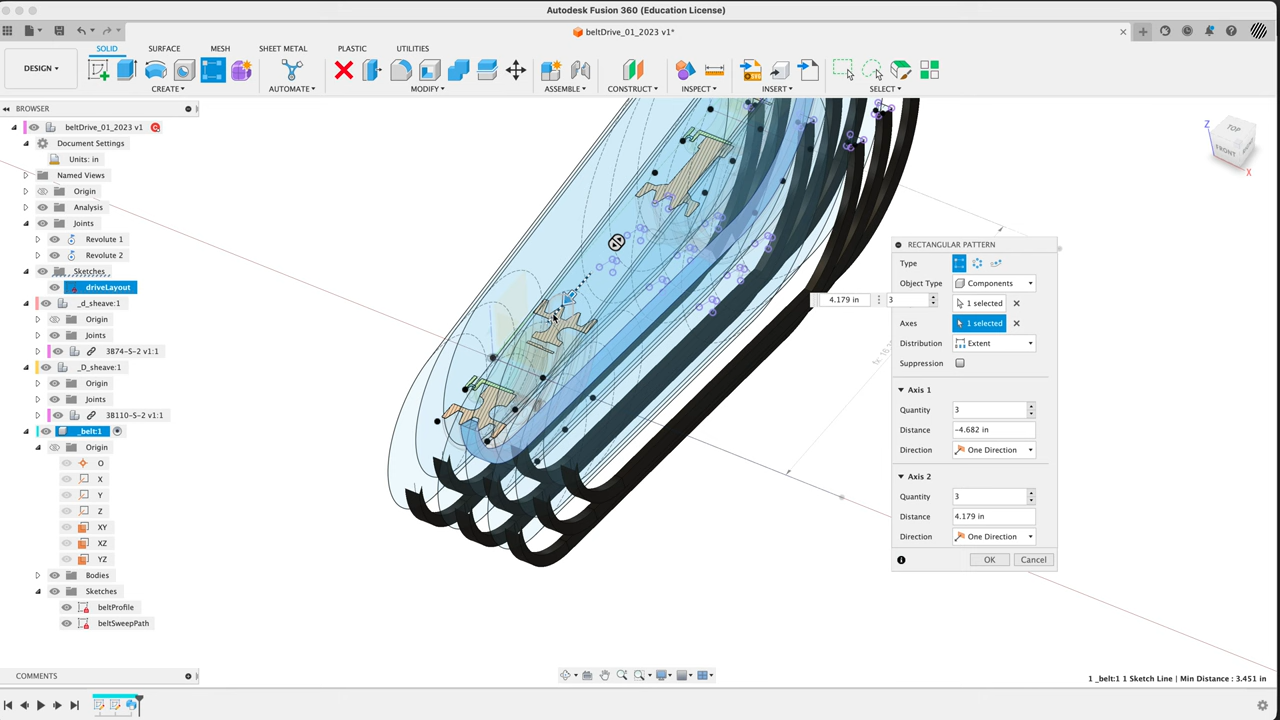 Autodesk Fusion 360 (Education License)
beltDrive_01_2023 v1*
SOLID SURFACE MESH SHEET METAL PLASTIC UTILITIES
DESIGN
CREATE AUTOMATE MODIFY ASSEMBLE CONSTRUCT INSPECT INSERT SELECT
BROWSER
beltDrive_01_2023 v1
Document Settings
Units: in
Named Views
Origin
Analysis
Joints
Revolute 1
Revolute 2
Sketches
driveLayout
_d_sheave:1
Origin
Joints
3B74-S-2 v1:1
_D_sheave:1
Origin
Joints
3B110-S-2 v1:1
_belt:1
Origin
O
X
Y
Z
XY
XZ
YZ
Bodies
Sketches
beltProfile
beltSweepPath
COMMENTS
Z
TOP
FRONT
X
4.179 in
3
RECTANGULAR PATTERN
Type
Object Type Components
1 selected
Axes 1 selected
Distribution Extent
Suppression
Axis 1
Quantity 3
Distance -4.682 in
Direction One Direction
Axis 2
Quantity 3
Distance 4.179 in
Direction One Direction
OK Cancel
1 _belt:1 1 Sketch Line | Min Distance : 3.451 in